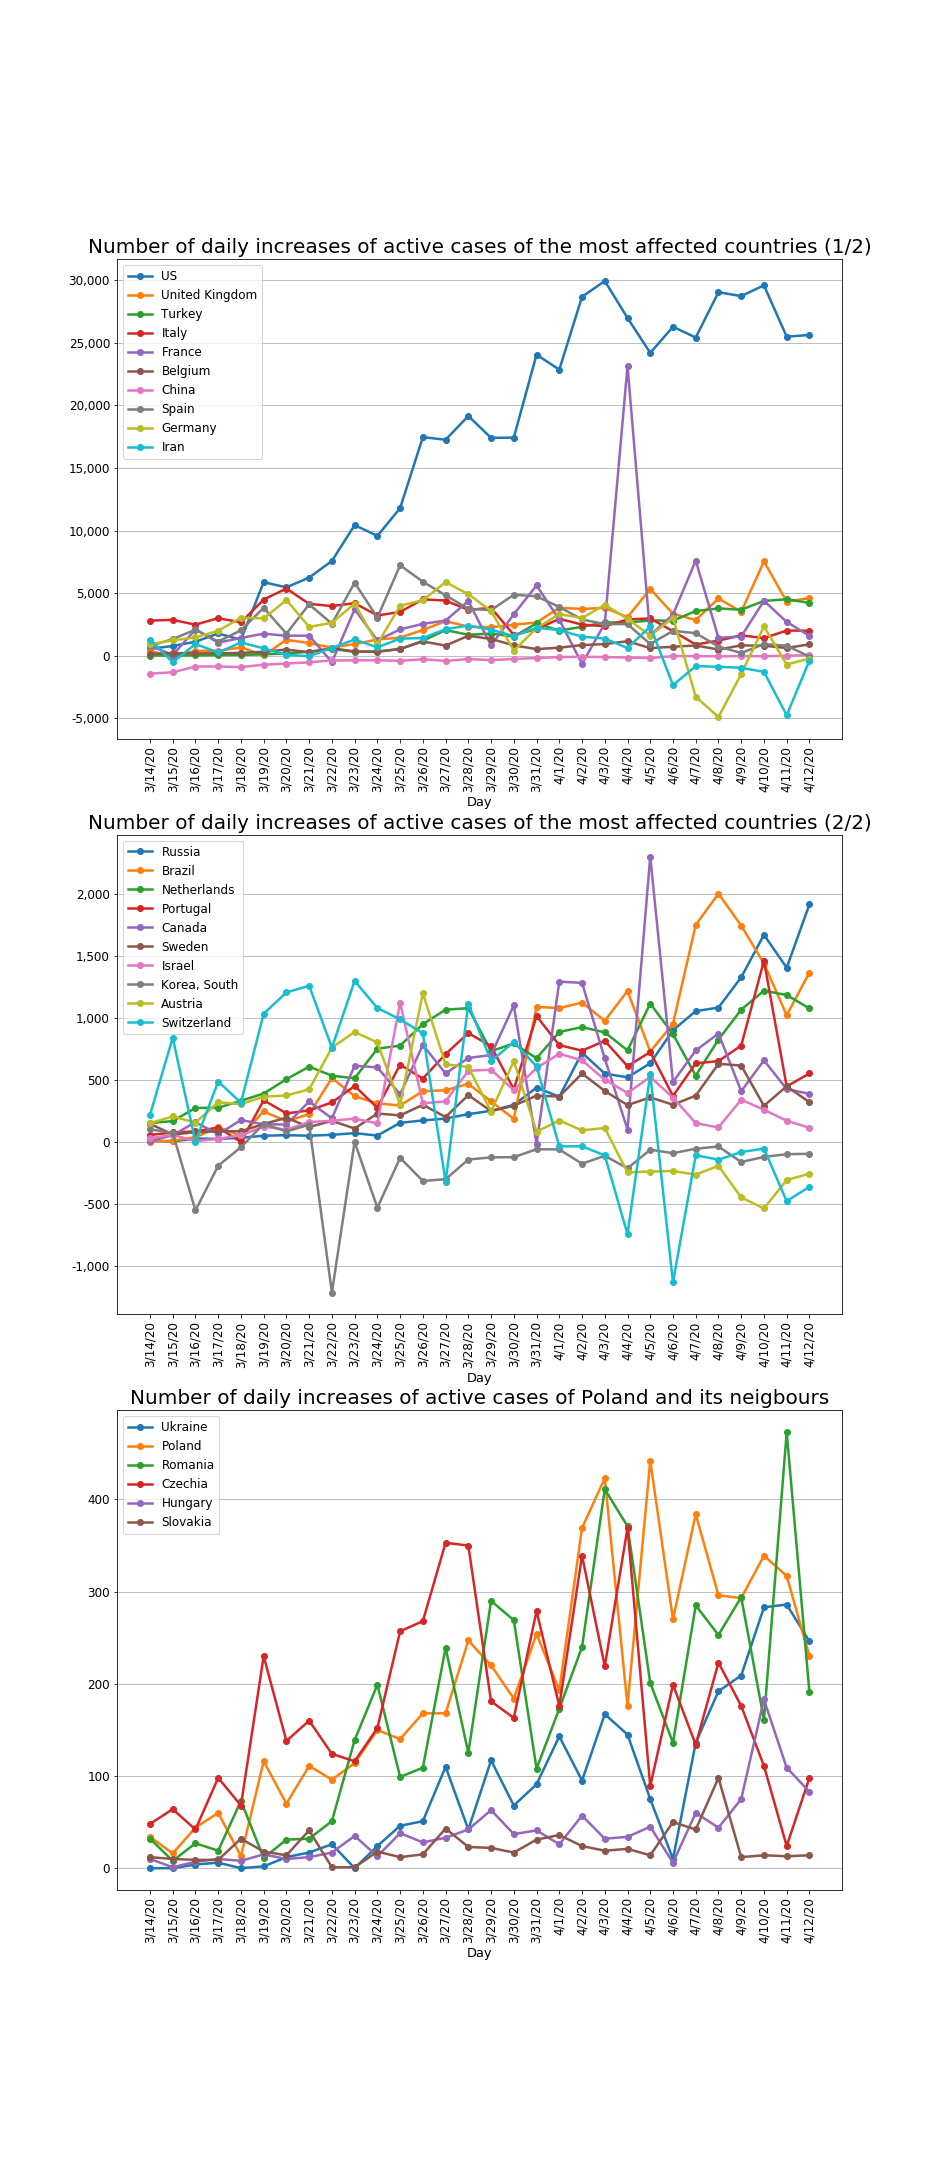 Number of daily increases of active cases of the most affected countries (1/2)
US
United Kingdom
Turkey
Italy
France
Belgium
China
Spain
Germany
Iran
30,000
25,000
20,000
15,000
10,000
5,000
0
-5,000
3/14/20 3/15/20 3/16/20 3/17/20 3/18/20 3/19/20 3/20/20 3/21/20 3/22/20 3/23/20 3/24/20 3/25/20 3/26/20 3/27/20 3/28/20 3/29/20 3/30/20 3/31/20 4/1/20 4/2/20 4/3/20 4/4/20 4/5/20 4/6/20 4/7/20 4/8/20 4/9/20 4/10/20 4/11/20 4/12/20
Day
Number of daily increases of active cases of the most affected countries (2/2)
Russia
Brazil
Netherlands
Portugal
Canada
Sweden
Israel
Korea, South
Austria
Switzerland
2,000
1,500
1,000
500
0
-500
-1,000
3/14/20 3/15/20 3/16/20 3/17/20 3/18/20 3/19/20 3/20/20 3/21/20 3/22/20 3/23/20 3/24/20 3/25/20 3/26/20 3/27/20 3/28/20 3/29/20 3/30/20 3/31/20 4/1/20 4/2/20 4/3/20 4/4/20 4/5/20 4/6/20 4/7/20 4/8/20 4/9/20 4/10/20 4/11/20 4/12/20
Day
Number of daily increases of active cases of Poland and its neigbours
Ukraine
Poland
Romania
Czechia
Hungary
Slovakia
400
300
200
100
0
3/14/20 3/15/20 3/16/20 3/17/20 3/18/20 3/19/20 3/20/20 3/21/20 3/22/20 3/23/20 3/24/20 3/25/20 3/26/20 3/27/20 3/28/20 3/29/20 3/30/20 3/31/20 4/1/20 4/2/20 4/3/20 4/4/20 4/5/20 4/6/20 4/7/20 4/8/20 4/9/20 4/10/20 4/11/20 4/12/20
Day